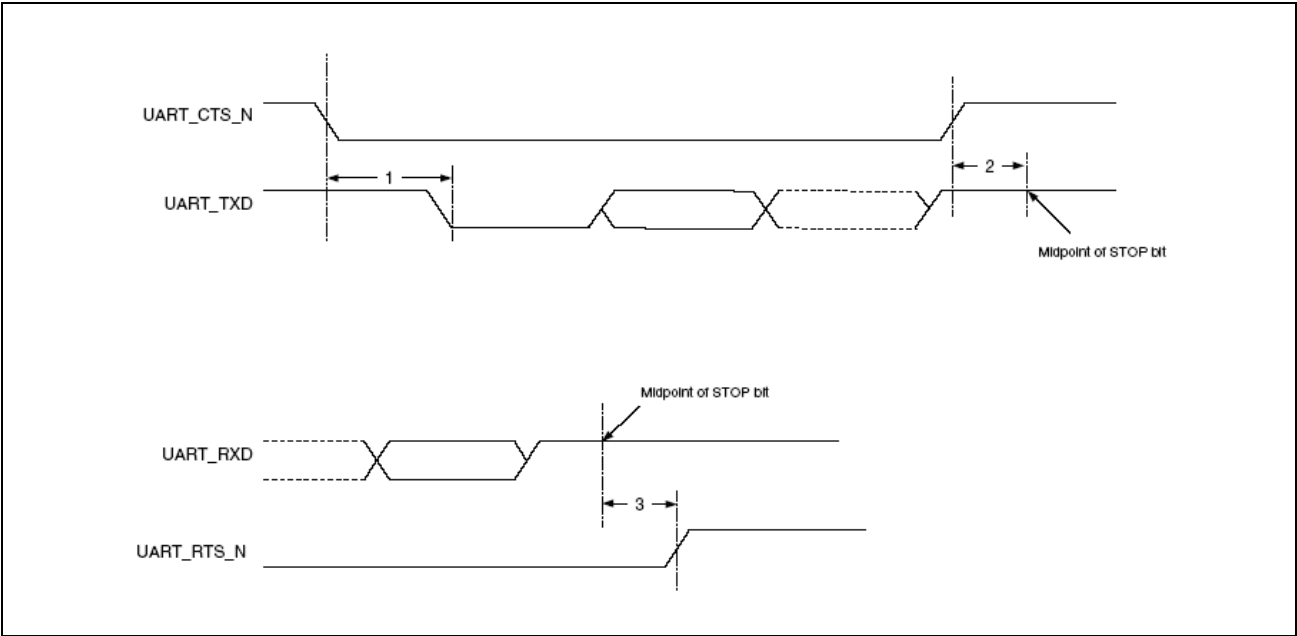 UART_CTS_N
1
2
UART_TXD
Midpoint of STOP bit
Midpoint of STOP bit
UART_RXD
3
UART_RTS_N